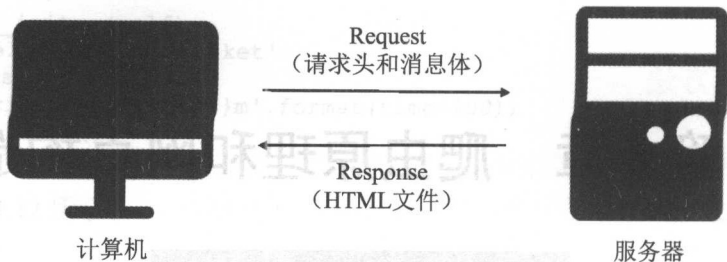 Request
（请求头和消息体）
Response
（HTML文件）
计算机
服务器